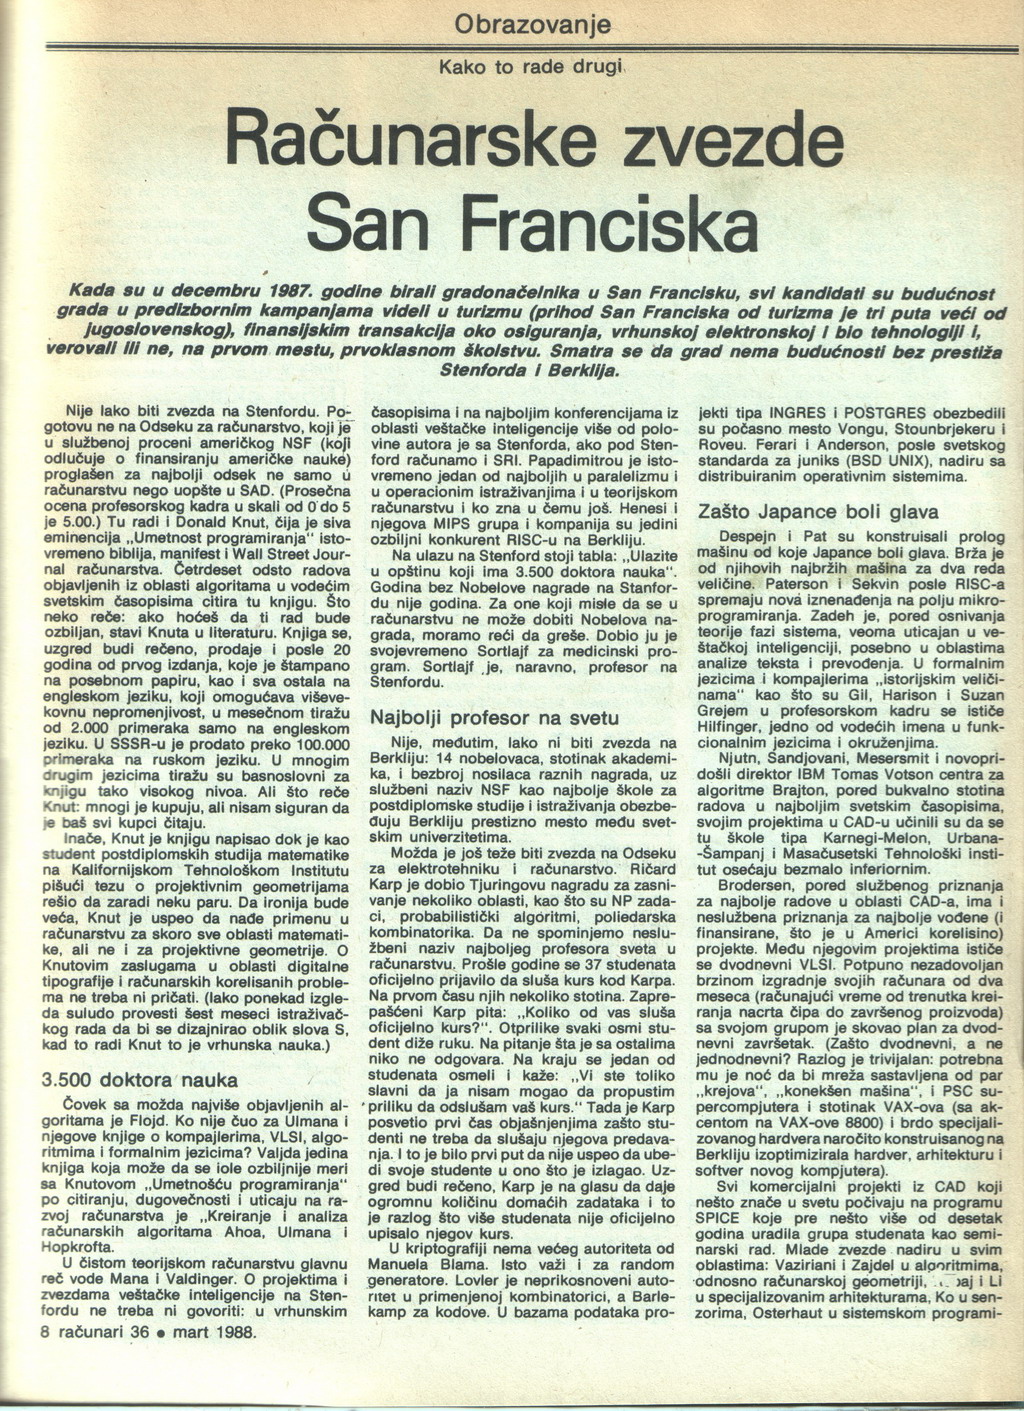 Obrazovanje
Kako to rade drugi
Računarske zvezde
San Franciska
Kada su u decembru 1987. godine birali gradonačelnika u San Francisku, svi kandidati su budućnost
grada u predizbornim kampanjama videli u turizmu (prihod San Franciska od turizma je tri puta veći od
jugoslovenskog), finansijskim transakcija oko osiguranja, vrhunskoj elektronskoj i bio tehnologiji i,
verovali ili ne, na prvom mestu, prvoklasnom školstvu. Smatra se da grad nema budućnosti bez prestiža
Stenforda i Berklija.
Nije lako biti zvezda na Stenfordu. Po-
gotovu ne na Odseku za računarstvo, koji je
u službenoj proceni američkog NSF (koji
odlučuje o finansiranju američke nauke)
proglašen za najbolji odsek ne samo u
računarstvu nego uopšte u SAD. (Prosečna
ocena profesorskog kadra u skali od 0 do 5
je 5.00.) Tu radi i Donald Knut, čija je siva
eminencija „Umetnost programiranja" isto-
vremeno biblija, manifest i Wall Street Jour-
nal računarstva. Četrdeset odsto radova
objavljenih iz oblasti algoritama u vodećim
svetskim časopisima citira tu knjigu. Što
neko reče: ako hoćeš da ti rad bude
ozbiljan, stavi Knuta u literaturu. Knjiga se,
uzgred budi rečeno, prodaje i posle 20
godina od prvog izdanja, koje je štampano
na posebnom papiru, kao i sva ostala na
engleskom jeziku, koji omogućava viševe-
kovnu nepromenjivost, u mesečnom tiražu
od 2.000 primeraka samo na engleskom
jeziku. U SSSR-u je prodato preko 100.000
primeraka na ruskom jeziku. U mnogim
drugim jezicima tiražu su basnoslovni za
knjigu tako visokog nivoa. Ali što reče
Knut: mnogi je kupuju, ali nisam siguran da
je baš svi kupci čitaju.
Inače, Knut je knjigu napisao dok je kao
student postdiplomskih studija matematike
na Kalifornijskom Tehnološkom Institutu
pišući tezu o projektivnim geometrijama
rešio da zaradi neku paru. Da ironija bude
veća, Knut je uspeo da nađe primenu u
računarstvu za skoro sve oblasti matemati-
ke, ali ne i za projektivne geometrije. O
Knutovim zaslugama u oblasti digitalne
tipografije i računarskih korelisanih proble-
ma ne treba ni pričati. (Iako ponekad izgle-
da suludo provesti šest meseci istraživač-
kog rada da bi se dizajnirao oblik slova S,
kad to radi Knut to je vrhunska nauka.)
3.500 doktora nauka
Čovek sa možda najviše objavljenih al-
goritama je Flojd. Ko nije čuo za Ulmana i
njegove knjige o kompajlerima, VLSI, algo-
ritmima i formalnim jezicima? Valjda jedina
knjiga koja može da se iole ozbiljnije meri
sa Knutovom „Umetnošću programiranja"
po citiranju, dugovečnosti i uticaju na ra-
zvoj računarstva je „Kreiranje i analiza
računarskih algoritama Ahoa, Ulmana i
Hopkrofta.
U čistom teorijskom računarstvu glavnu
reč vode Mana i Valdinger. O projektima i
zvezdama veštačke inteligencije na Sten-
fordu ne treba ni govoriti: u vrhunskim
časopisima i na najboljim konferencijama iz
oblasti veštačke inteligencije više od polo-
vine autora je sa Stenforda, ako pod Sten-
ford računamo i SRI. Papadimitrou je isto-
vremeno jedan od najboljih u paralelizmu i
u operacionim istraživanjima i u teorijskom
računarstvu i ko zna u čemu još. Henesi i
njegova MIPS grupa i kompanija su jedini
ozbiljni konkurent RISC-u na Berkliju.
Na ulazu na Stenford stoji tabla: „Ulazite
u opštinu koji ima 3.500 doktora nauka".
Godina bez Nobelove nagrade na Stanfor-
du nije godina. Za one koji misle da se u
računarstvu ne može dobiti Nobelova na-
grada, moramo reći da greše. Dobio ju je
svojevremeno Sortlajf za medicinski pro-
gram. Sortlajf je, naravno, profesor na
Stenfordu.
Najbolji profesor na svetu
Nije, međutim, lako ni biti zvezda na
Berkliju: 14 nobelovaca, stotinak akademi-
ka, i bezbroj nosilaca raznih nagrada, uz
službeni naziv NSF kao najbolje škole za
postdiplomske studije i istraživanja obezbe-
đuju Berkliju prestizno mesto među svet-
skim univerzitetima.
Možda je još teže biti zvezda na Odseku
za elektrotehniku i računarstvo. Ričard
Karp je dobio Tjuringovu nagradu za zasni-
vanje nekoliko oblasti, kao što su NP zada-
ci, probabilistički algoritmi, poliedarska
kombinatorika. Da ne spominjemo neslu-
žbeni naziv najboljeg profesora sveta u
računarstvu. Prošle godine se 37 studenata
oficijelno prijavilo da sluša kurs kod Karpa.
Na prvom času njih nekoliko stotina. Zapre-
pašćeni Karp pita: „Koliko od vas sluša
oficijelno kurs?". Otprilike svaki osmi stu-
dent diže ruku. Na pitanje šta je sa ostalima
niko ne odgovara. Na kraju se jedan od
studenata osmeli i kaže: „Vi ste toliko
slavni da ja nisam mogao da propustim
priliku da odslušam vaš kurs." Tada je Karp
posvetio prvi čas objašnjenjima zašto stu-
denti ne treba da slušaju njegova predava-
nja. I to je bilo prvi put da nije uspeo da ube-
di svoje studente u ono što je izlagao. Uz-
gred budi rečeno, Karp je na glasu da daje
ogromnu količinu domaćih zadataka i to
je razlog što više studenata nije oficijelno
upisalo njegov kurs.
U kriptografiji nema većeg autoriteta od
Manuela Blama. Isto važi i za random
generatore. Lovler je neprikosnoveni auto-
ritet u primenjenoj kombinatorici, a Barle-
kamp za kodove. U bazama podataka pro-
jekti tipa INGRES i POSTGRES obezbedili
su počasno mesto Vongu, Stounbrjekeru i
Roveu. Ferari i Anderson, posle svetskog
standarda za juniks (BSD UNIX), nadiru sa
distribuiranim operativnim sistemima.
Zašto Japance boli glava
Despejn i Pat su konstruisali prolog
mašinu od koje Japance boli glava. Brža je
od njihovih najbržih mašina za dva reda
veličine. Paterson i Sekvin posle RISC-a
spremaju nova iznenađenja na polju mikro-
programiranja. Zadeh je, pored osnivanja
teorije fazi sistema, veoma uticajan u ve-
štačkoj inteligenciji, posebno u oblastima
analize teksta i prevođenja. U formalnim
jezicima i kompajlerima „istorijskim veliči-
nama" kao što su Gil, Harison i Suzan
Grejem u profesorskom kadru se ističe
Hilfinger, jedno od vodećih imena u funk-
cionalnim jezicima i okruženjima.
Njutn, Sandjovani, Mesersmit i novopri-
došli direktor IBM Tomas Votson centra za
algoritme Brajton, pored bukvalno stotina
radova u najboljim svetskim časopisima,
svojim projektima u CAD-u učinili su da se
tu škole tipa Karnegi-Melon, Urbana-
-Šampanj i Masačusetski Tehnološki insti-
tut osećaju bezmalo inferiornim.
Brodersen, pored službenog priznanja
za najbolje radove u oblasti CAD-a, ima i
neslužbena priznanja za najbolje vođene (i
finansirane, što je u Americi korelisino)
projekte. Među njegovim projektima ističe
se dvodnevni VLSI. Potpuno nezadovoljan
brzinom izgradnje svojih računara od dva
meseca (računajući vreme od trenutka krei-
ranja nacrta čipa do završenog proizvoda)
sa svojom grupom je skovao plan za dvod-
nevni završetak. (Zašto dvodnevni, a ne
jednodnevni? Razlog je trivijalan: potrebna
mu je noć da bi mreža sastavljena od par
„krejova", „konekšen mašina", i PSC su-
percompjutera i stotinak VAX-ova (sa ak-
centom na VAX-ove 8800) i brdo specijali-
zovanog hardvera naročito konstruisanog na
Berkliju izoptimizirala hardver, arhitekturu i
softver novog kompjutera).
Svi komercijalni projekti iz CAD koji
nešto znače u svetu počivaju na programu
SPICE koje pre nešto više od desetak
godina uradila grupa studenata kao semi-
narski rad. Mlade zvezde nadiru u svim
oblastima: Vazirani i Zajdel u algoritmima,
odnosno računarskoj geometriji, i Li
u specijalizovanim arhitekturama, Ko u sen-
zorima, Osterhaut u sistemskom programi-
8 računari 36 • mart 1988.